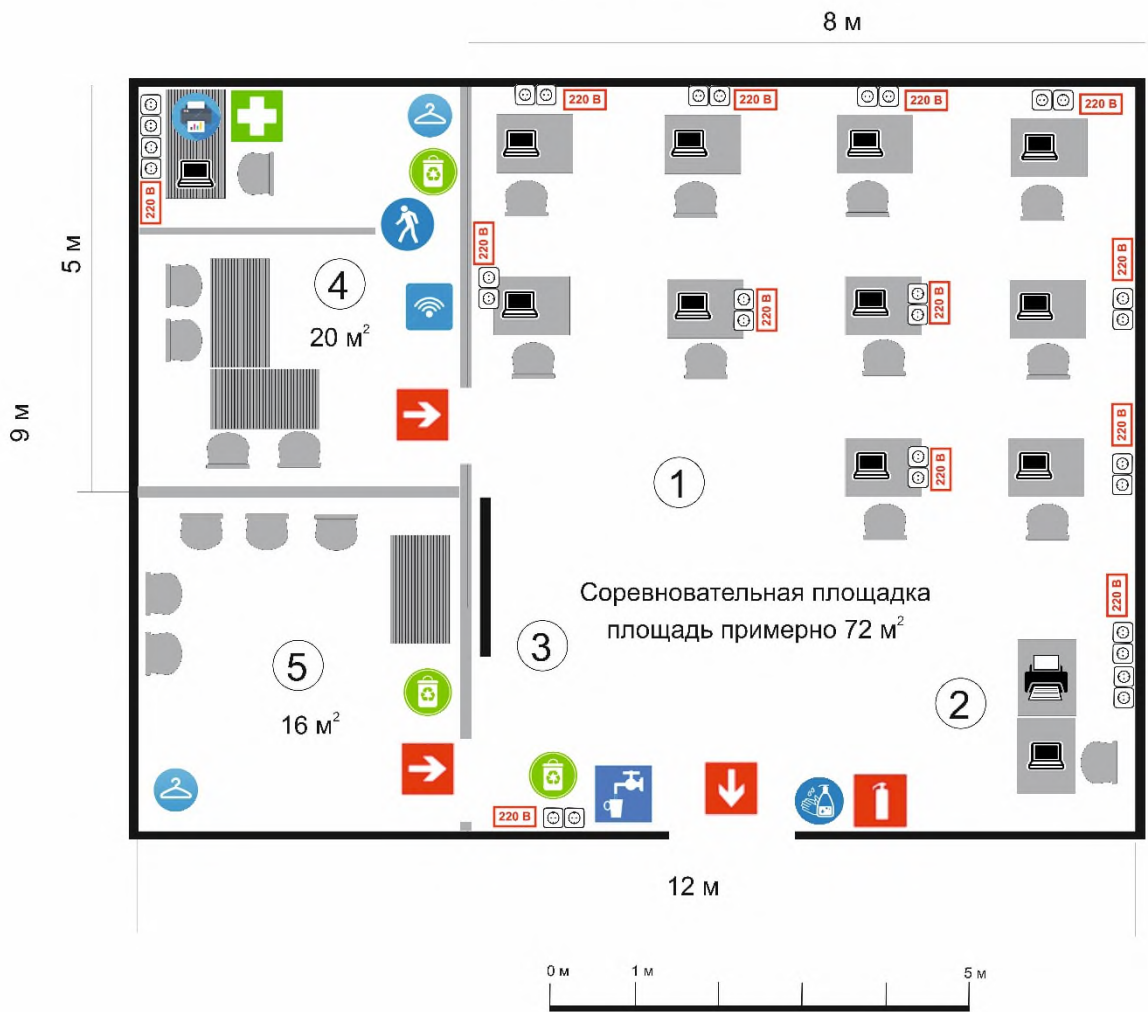 8 м
220 В
220 В
220 В
220 В
220 В
5 м
220 В
220 В
4
20 м²
220 В
220 В
9 м
220 В
220 В
1
Соревновательная площадка
площадь примерно 72 м²
220 В
3
5
16 м²
2
220 В
12 м
0 м
1 м
5 м